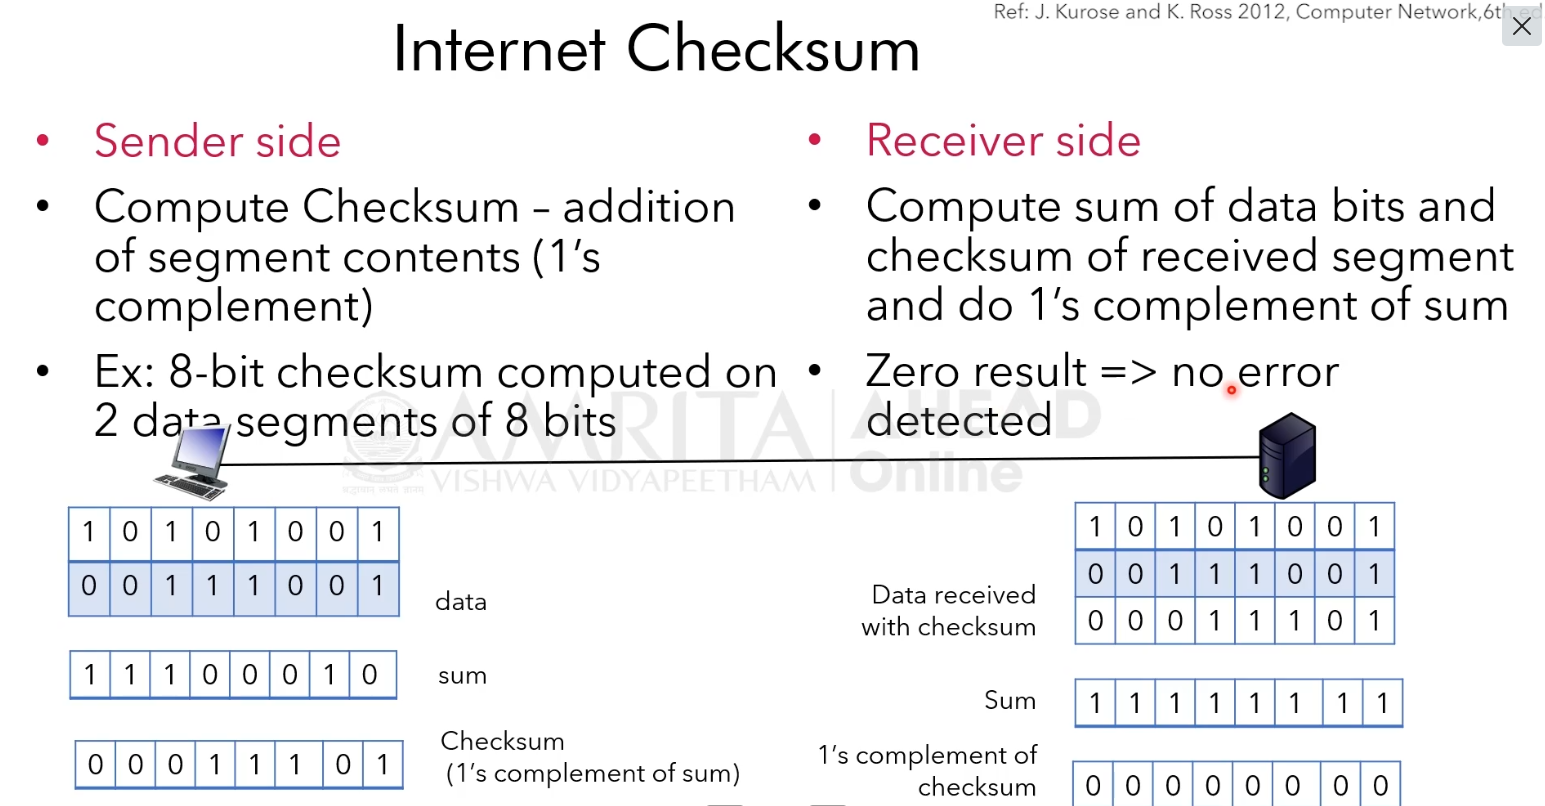 Ref: J. Kurose and K. Ross 2012, Computer Network,6th ed
Internet Checksum
• Sender side
• Compute Checksum – addition
of segment contents (1's
complement)
• Ex: 8-bit checksum computed on
2 data segments of 8 bits
• Receiver side
• Compute sum of data bits and
checksum of received segment
and do 1's complement of sum
• Zero result => no error
detected
AMRITA AHEAD
VISHWA VIDYAPEETHAM Online
1 0 1 0 1 0 0 1
0 0 1 1 1 0 0 1
data
1 1 1 0 0 0 1 0
sum
0 0 0 1 1 1 0 1
Checksum
(1's complement of sum)
1 0 1 0 1 0 0 1
0 0 1 1 1 0 0 1
0 0 0 1 1 1 0 1
Data received
with checksum
Sum
1 1 1 1 1 1 1 1
1's complement of
checksum
0 0 0 0 0 0 0 0